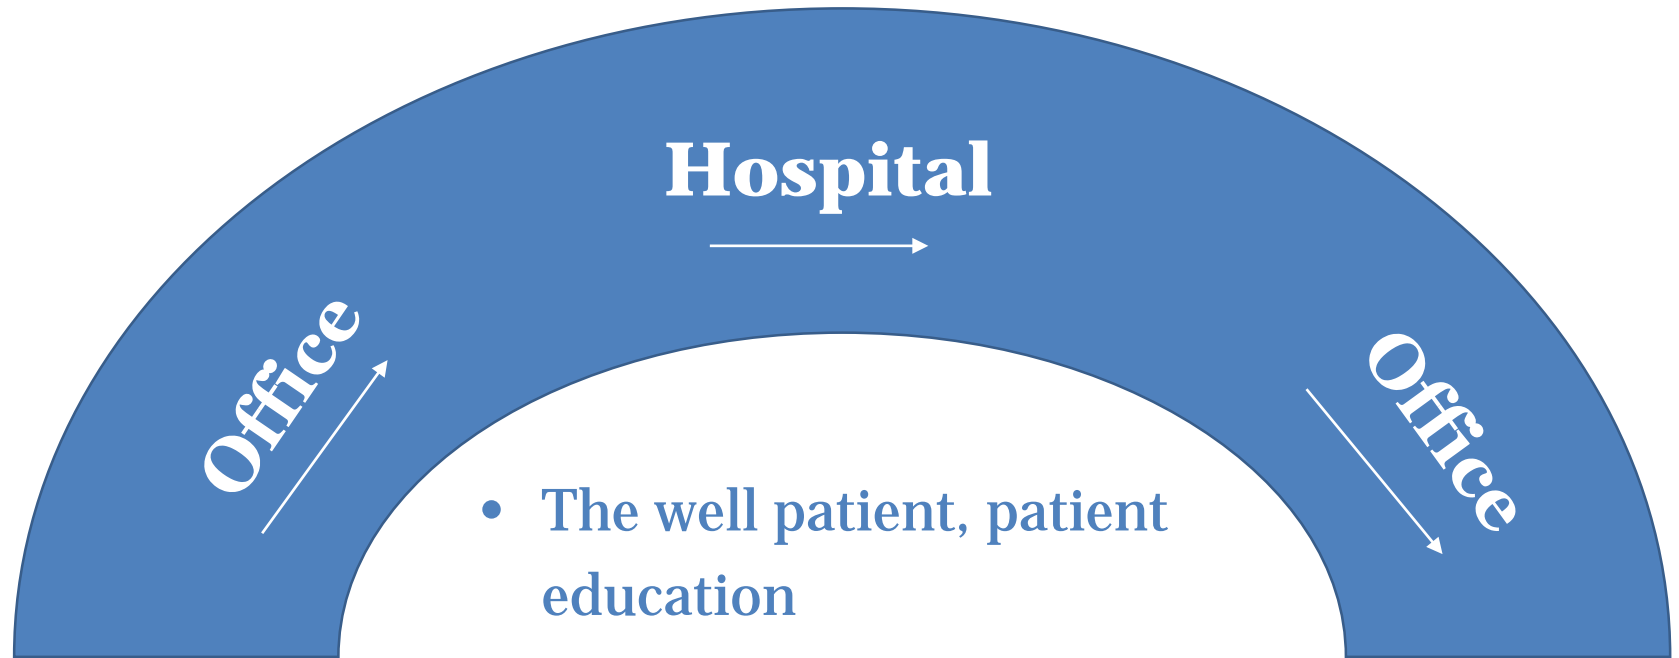 Hospital
Office
Office
• The well patient, patient
education